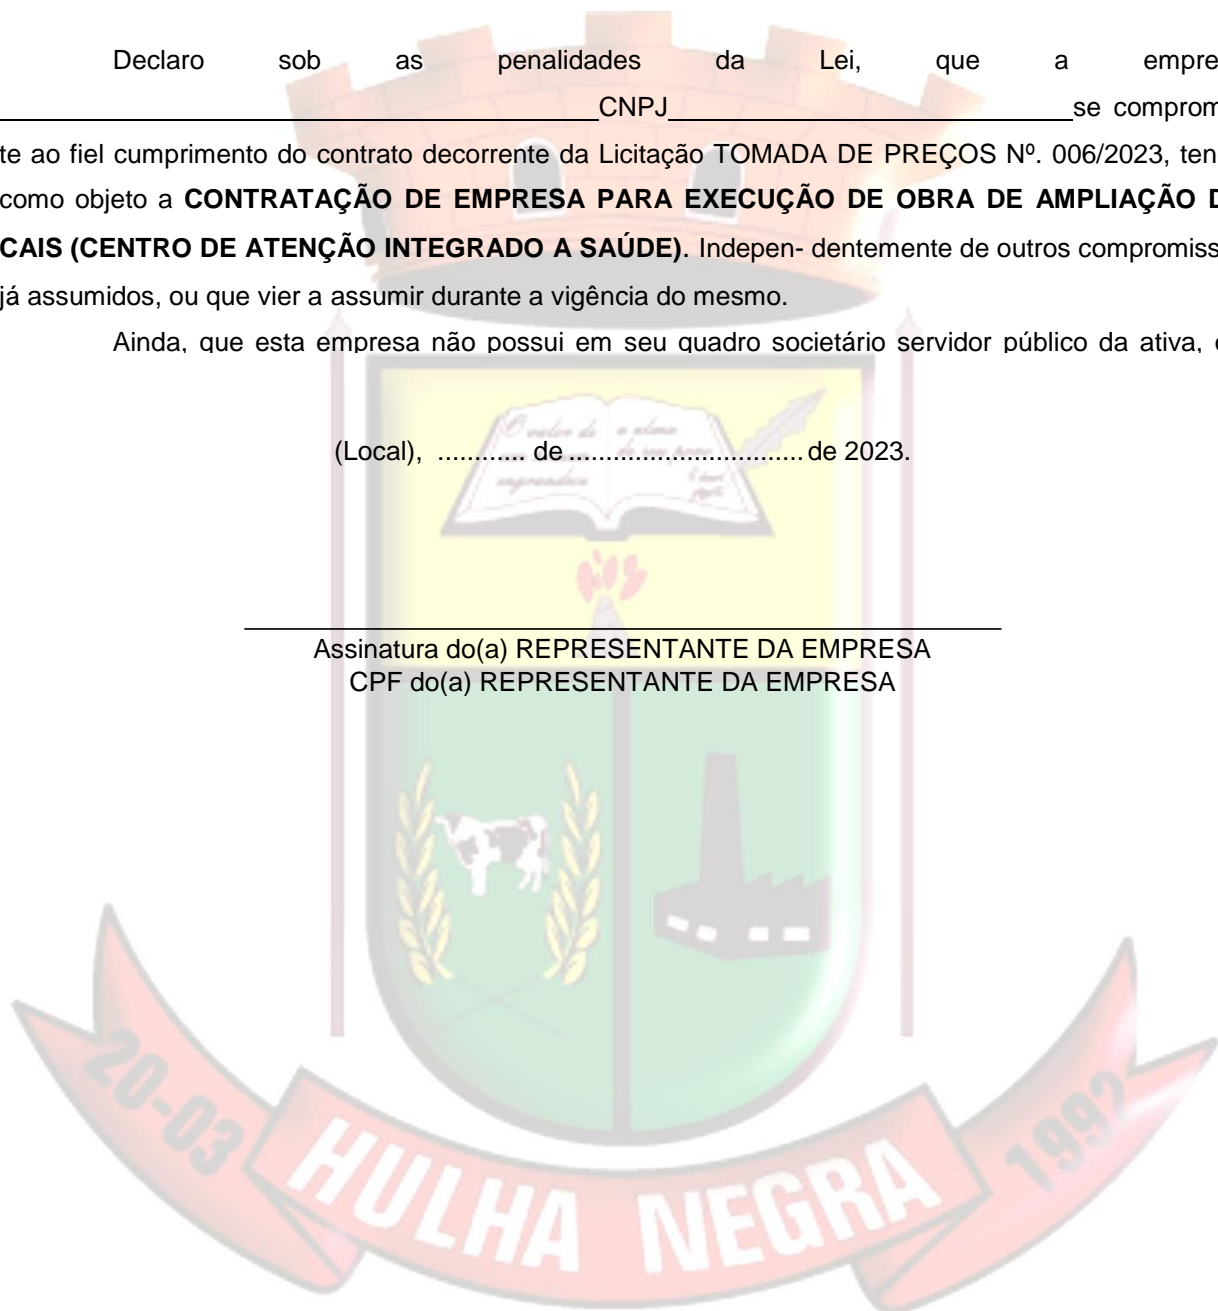 Declaro sob as penalidades da Lei, que a empre
CNPJ se comprom
te ao fiel cumprimento do contrato decorrente da Licitação TOMADA DE PREÇOS Nº. 006/2023, ten
como objeto a CONTRATAÇÃO DE EMPRESA PARA EXECUÇÃO DE OBRA DE AMPLIAÇÃO D
CAIS (CENTRO DE ATENÇÃO INTEGRADO A SAÚDE). Indepen- dentemente de outros compromiss
já assumidos, ou que vier a assumir durante a vigência do mesmo.
Ainda, que esta empresa não possui em seu quadro societário servidor público da ativa,
O valor de a alma
(Local), ............ de ................................ de 2023.
Assinatura do(a) REPRESENTANTE DA EMPRESA
CPF do(a) REPRESENTANTE DA EMPRESA
20-03 HULHA NEGRA 1992